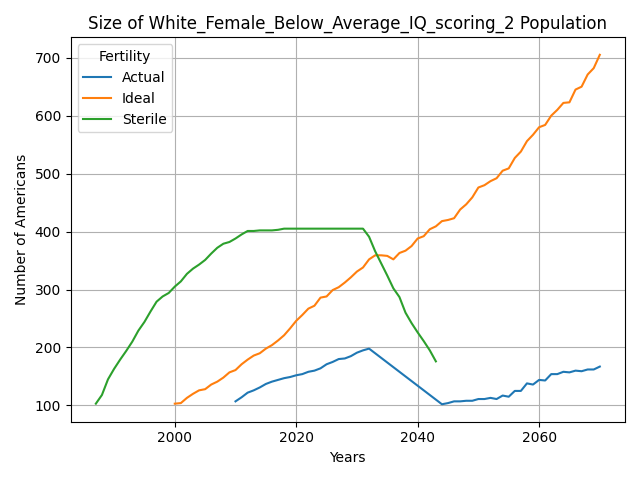 Size of White_Female_Below_Average_IQ_scoring_2 Population
Fertility
Actual
Ideal
Sterile
700
600
500
400
300
200
100
Number of Americans
2000
2020
2040
2060
Years